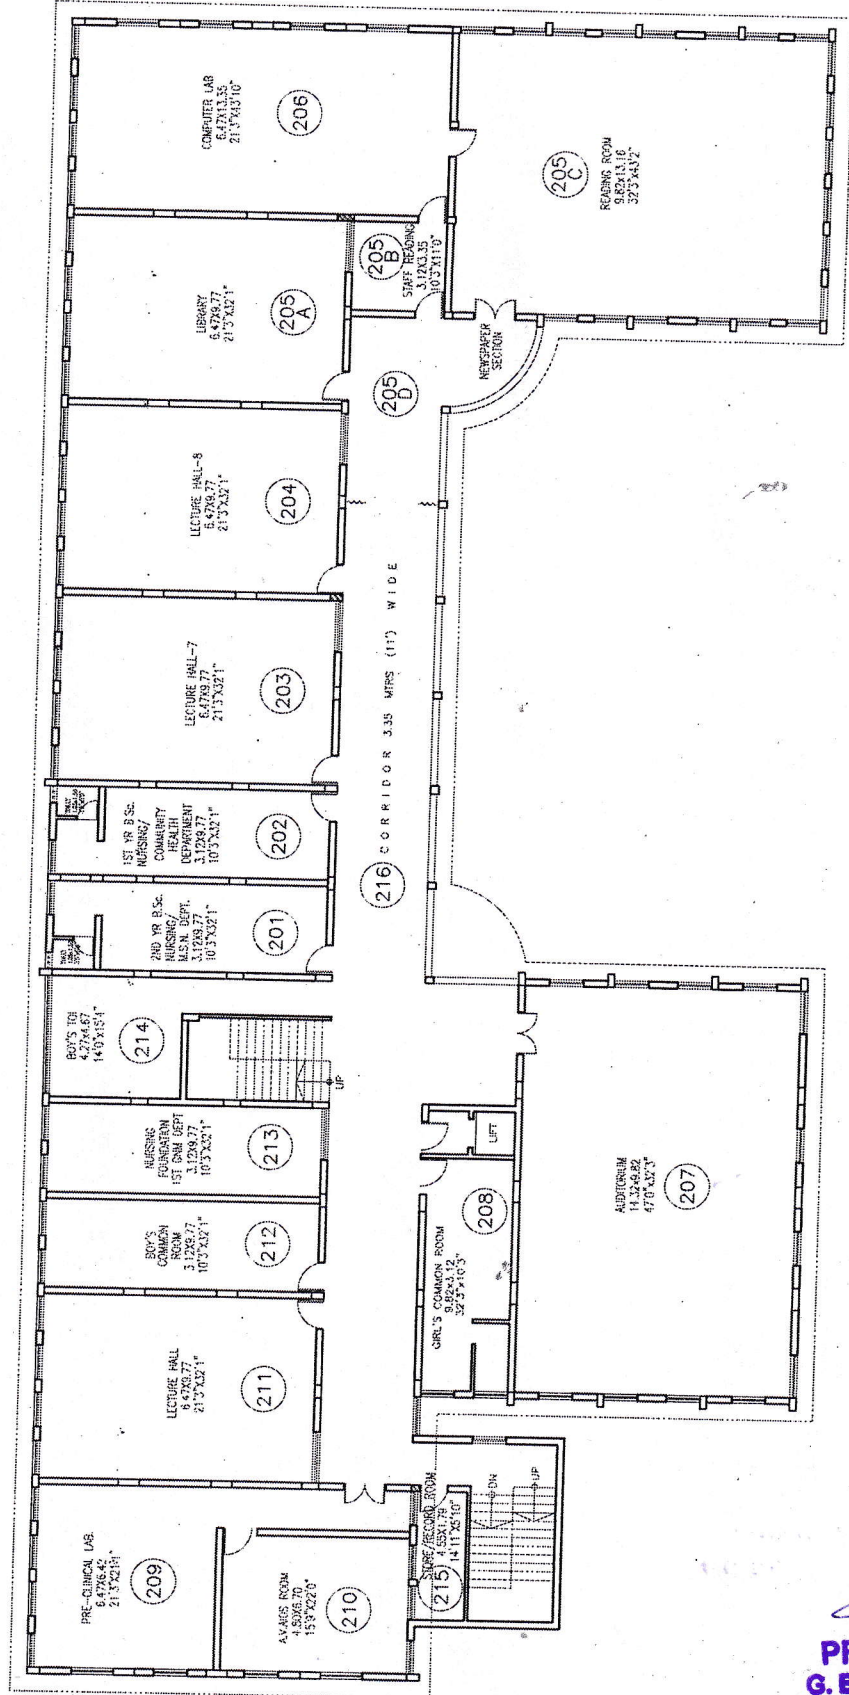 COMPUTER LAB
6.47X13.35
21'3"X43'10"
206
205
C
READING ROOM
9.82x13.16
32'3"X43'2"
205
B
STAFF READING
3.12X3.35
10'3"X11'0"
LIBRARY
6.47X9.77
21'3"X32'1"
205
A
NEWSPAPER
SECTION
205
D
LECTURE HALL-8
6.47X9.77
21'3"X32'1"
204
LECTURE HALL-7
6.47X9.77
21'3"X32'1"
203
216
CORRIDOR 3.35 MTRS (11') WIDE
1ST YR B.Sc.
NURSING/
COMMUNITY
HEALTH
DEPARTMENT
3.12X9.77
10'3"X32'1"
202
2ND YR B.Sc.
NURSING/
M.S.N. DEPT.
3.12X9.77
10'3"X32'1"
201
BOY'S TOI
4.27x4.67
14'0"x15'4"
214
UP
NURSING
FOUNDATION
1ST GNM DEPT
3.12X9.77
10'3"X32'1"
213
LIFT
BOY'S
COMMON
ROOM
3.12X9.77
10'3"X32'1"
212
208
GIRL'S COMMON ROOM
9.82x3.12
32'3"x10'3"
AUDITORIUM
14.32x9.82
47'0"x32'3"
207
LECTURE HALL
6.47X9.77
21'3"X32'1"
211
PRE-CLINICAL LAB.
6.47X6.42
209
A.V.AIDS ROOM
4.80X6.70
15'9"X22'0"
210
STORE/RECORD ROOM
4.55X1.79
14'11"X5'10"
215
DN
UP